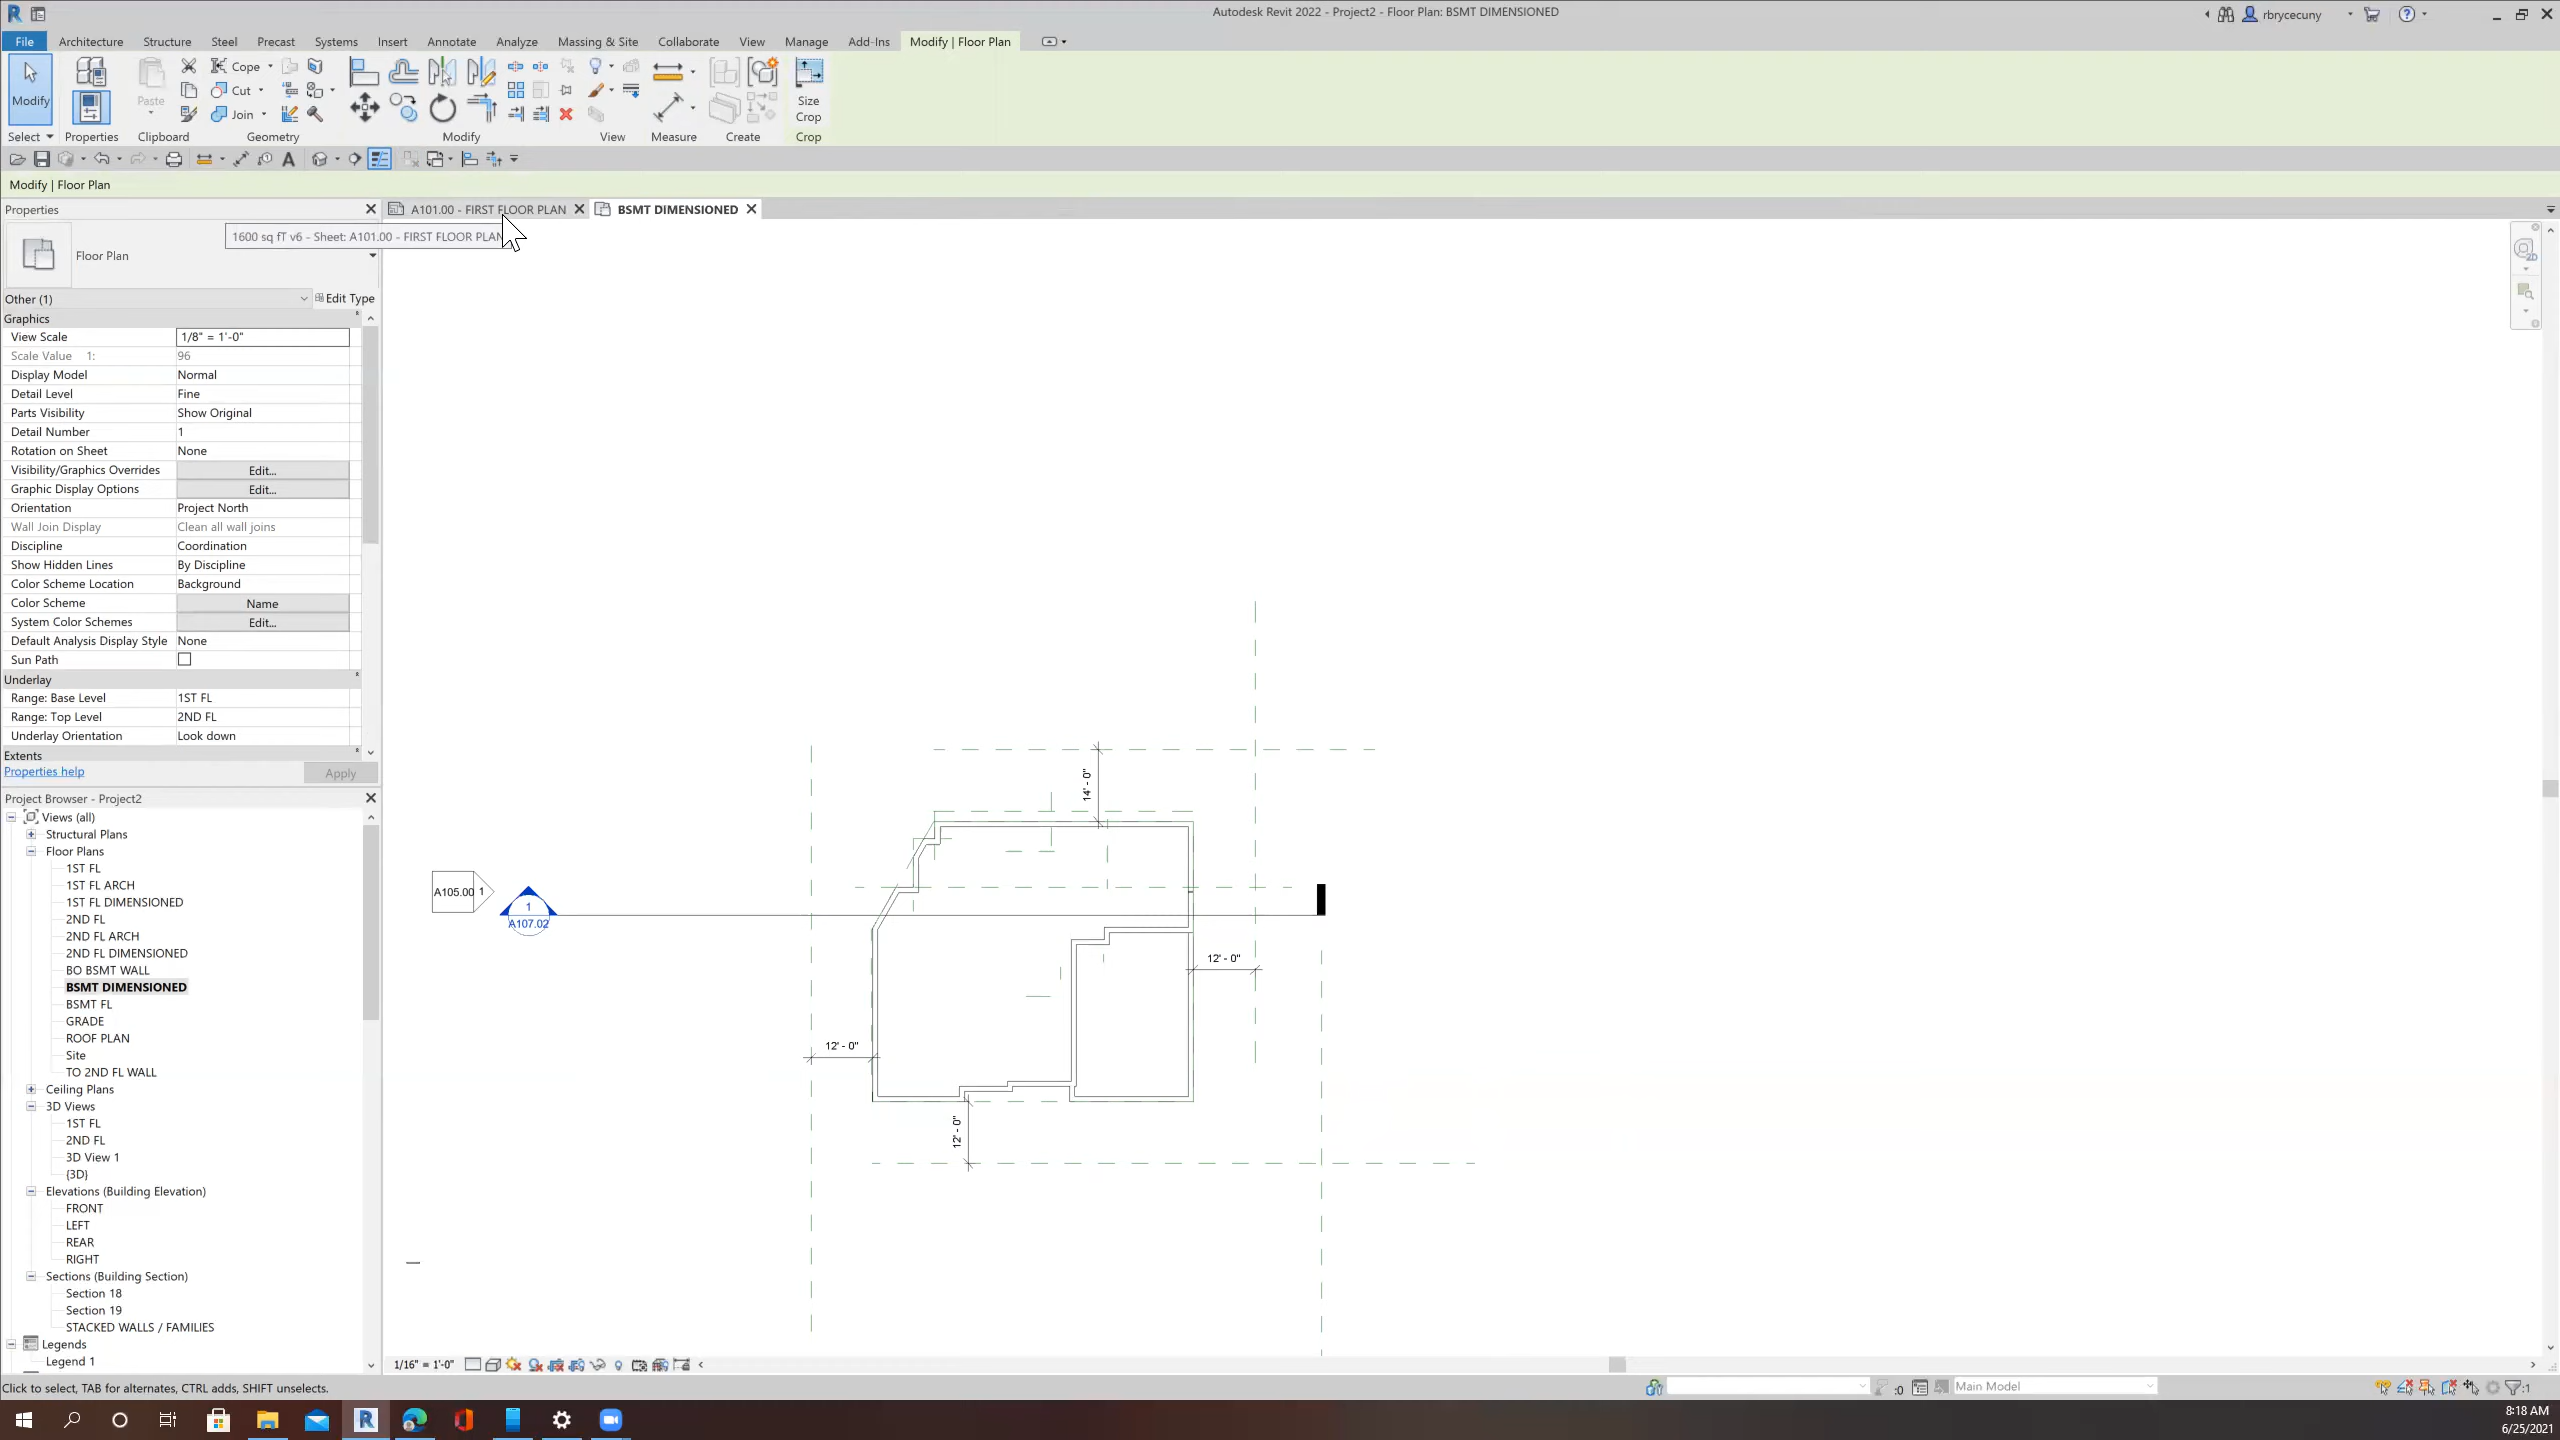 Autodesk Revit 2022 - Project2 - Floor Plan: BSMT DIMENSIONED
rbrycecuny
File Architecture Structure Steel Precast Systems Insert Annotate Analyze Massing & Site Collaborate View Manage Add-Ins Modify | Floor Plan
Modify
Paste
Cope
Cut
Join
Size
Crop
Select Properties Clipboard Geometry Modify View Measure Create Crop
Modify | Floor Plan
Properties
A101.00 - FIRST FLOOR PLAN
BSMT DIMENSIONED
1600 sq fT v6 - Sheet: A101.00 - FIRST FLOOR PLAN
Floor Plan
Other (1) Edit Type
Graphics
View Scale 1/8" = 1'-0"
Scale Value 1: 96
Display Model Normal
Detail Level Fine
Parts Visibility Show Original
Detail Number 1
Rotation on Sheet None
Visibility/Graphics Overrides Edit...
Graphic Display Options Edit...
Orientation Project North
Wall Join Display Clean all wall joins
Discipline Coordination
Show Hidden Lines By Discipline
Color Scheme Location Background
Color Scheme Name
System Color Schemes Edit...
Default Analysis Display Style None
Sun Path
Underlay
Range: Base Level 1ST FL
Range: Top Level 2ND FL
Underlay Orientation Look down
Extents
Properties help Apply
Project Browser - Project2
Views (all)
Structural Plans
Floor Plans
1ST FL
1ST FL ARCH
1ST FL DIMENSIONED
2ND FL
2ND FL ARCH
2ND FL DIMENSIONED
BO BSMT WALL
BSMT DIMENSIONED
BSMT FL
GRADE
ROOF PLAN
Site
TO 2ND FL WALL
Ceiling Plans
3D Views
1ST FL
2ND FL
3D View 1
{3D}
Elevations (Building Elevation)
FRONT
LEFT
REAR
RIGHT
Sections (Building Section)
Section 18
Section 19
STACKED WALLS / FAMILIES
Legends
Legend 1
14' - 0"
A105.00 1
1
A107.02
12' - 0"
12' - 0"
12' - 0"
1/16" = 1'-0"
Click to select, TAB for alternates, CTRL adds, SHIFT unselects.
:0
Main Model
:1
8:18 AM
6/25/2021